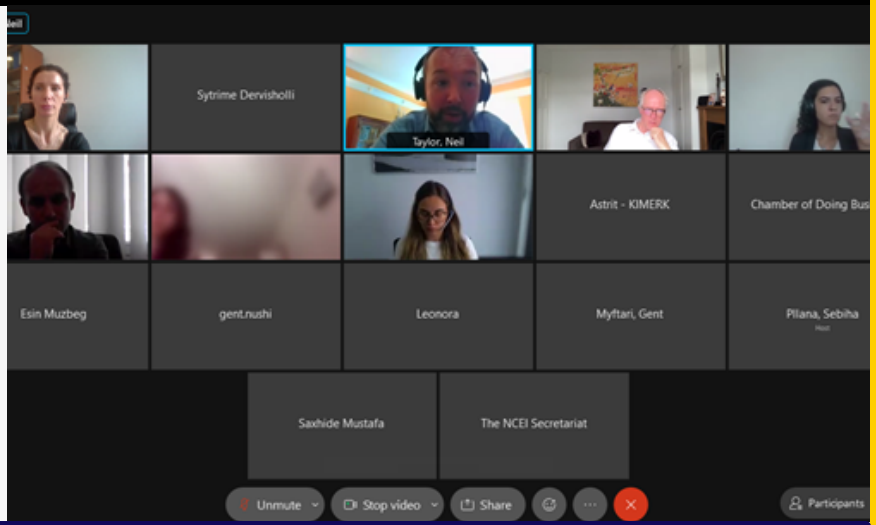 Neil
Sytrime Dervisholli
Taylor, Neil
Astrit - KIMERK
Chamber of Doing Bus
Esin Muzbeg
gent.nushi
Leonora
Myftari, Gent
Pllana, Sebiha
Host
Saxhide Mustafa
The NCEI Secretariat
Unmute
Stop video
Share
Participants